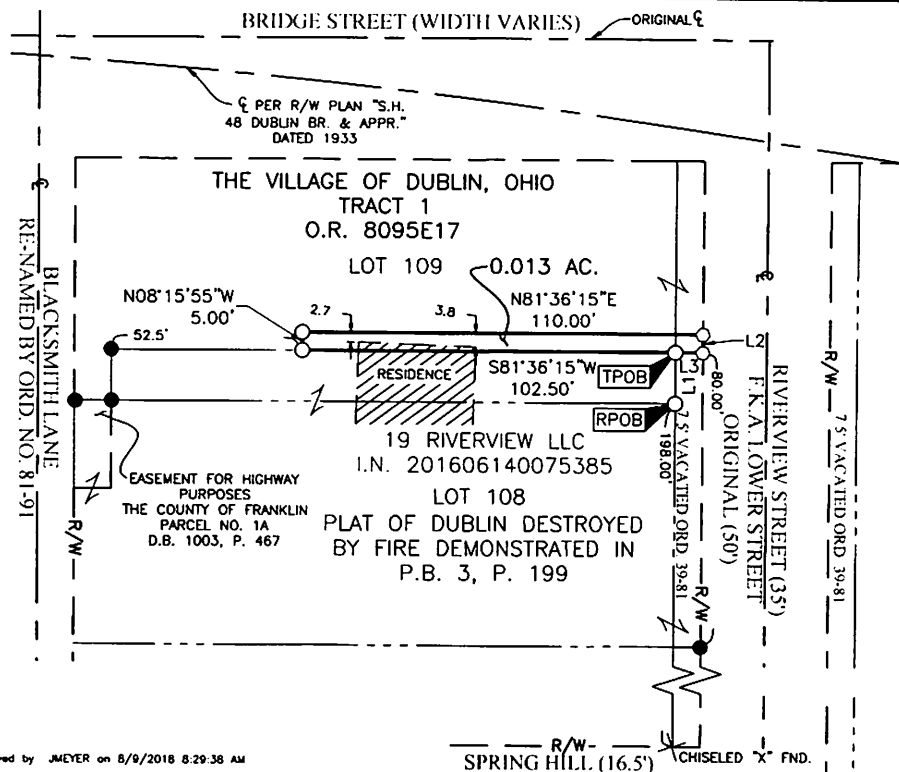 BRIDGE STREET (WIDTH VARIES)
ORIGINAL ℄
℄ PER R/W PLAN "S.H.
48 DUBLIN BR. & APPR."
DATED 1933
THE VILLAGE OF DUBLIN, OHIO
TRACT 1
O.R. 8095E17
LOT 109
0.013 AC.
N08°15'55"W
5.00'
2.7
3.8
N81°36'15"E
110.00'
52.5'
S81°36'15"W
102.50'
RESIDENCE
TPOB
RPOB
L2
L3
L1
80.00'
198.00'
19 RIVERVIEW LLC
I.N. 201606140075385
LOT 108
PLAT OF DUBLIN DESTROYED
BY FIRE DEMONSTRATED IN
P.B. 3, P. 199
EASEMENT FOR HIGHWAY
PURPOSES
THE COUNTY OF FRANKLIN
PARCEL NO. 1A
D.B. 1003, P. 467
℄
BLACKSMITH LANE
RE-NAMED BY ORD. NO. 81-91
R/W
7.5' VACATED ORD 39-81
R/W
℄
RIVERVIEW STREET (35')
F.K.A. LOWER STREET
ORIGINAL (50')
R/W
7.5' VACATED ORD 39-81
R/W
SPRING HILL (16.5')
CHISELED "X" FND.
ed by JMEYER on 8/9/2018 8:29:38 AM